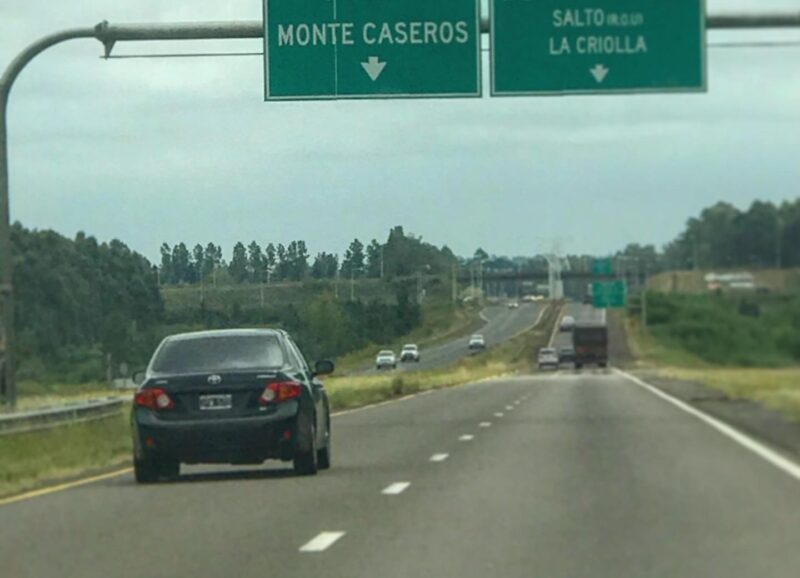 MONTE CASEROS
SALTO (R.O.U)
LA CRIOLLA